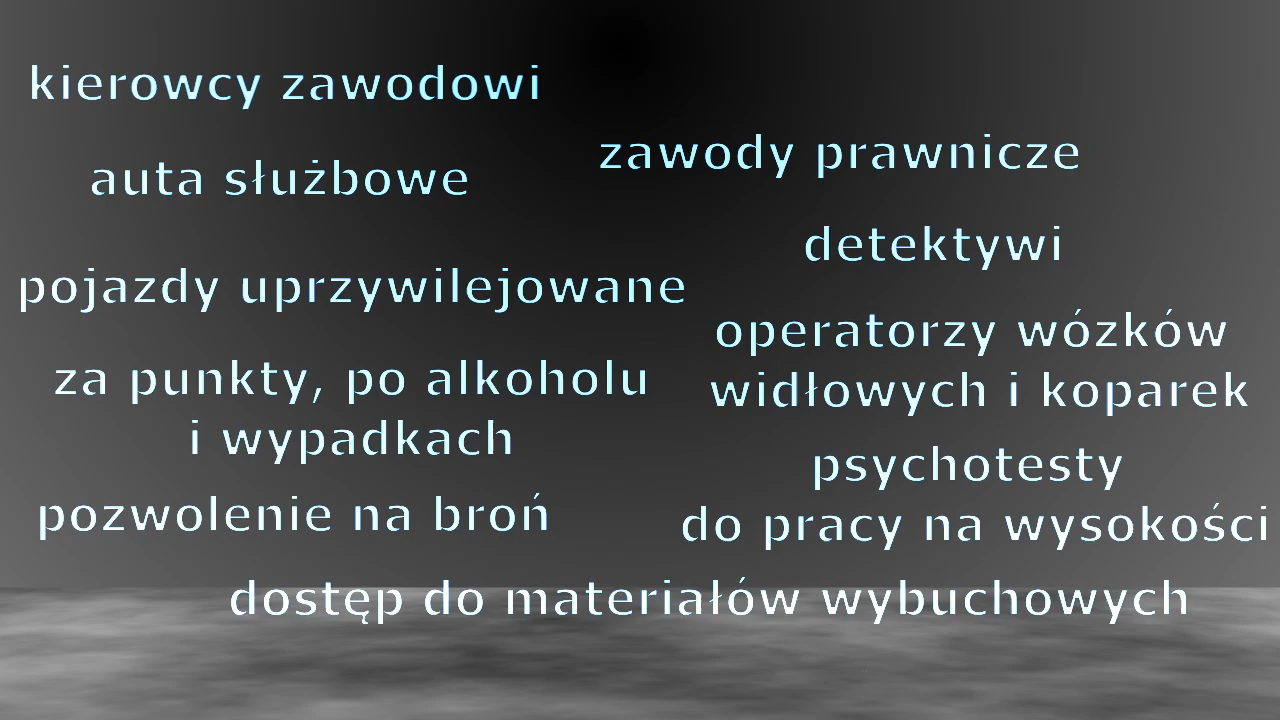 kierowcy zawodowi
auta służbowe
pojazdy uprzywilejowane
za punkty, po alkoholu
i wypadkach
pozwolenie na broń
zawody prawnicze
detektywi
operatorzy wózków
widłowych i koparek
psychotesty
do pracy na wysokości
dostęp do materiałów wybuchowych